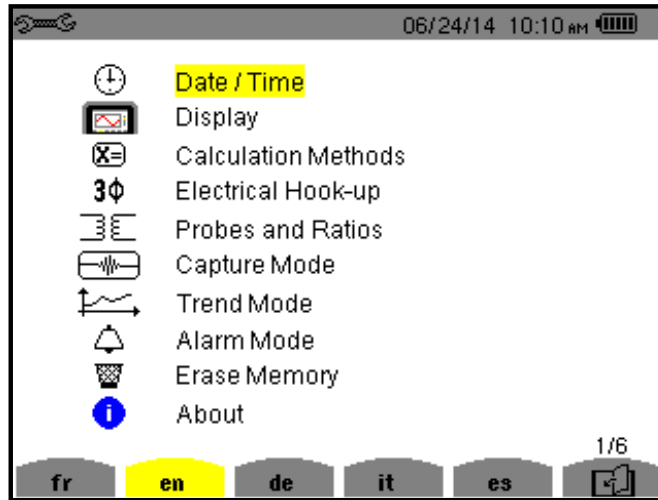 06/24/14 10:10 AM
Date / Time
Display
X= Calculation Methods
3Φ Electrical Hook-up
Probes and Ratios
Capture Mode
Trend Mode
Alarm Mode
Erase Memory
i About
1/6
fr en de it es